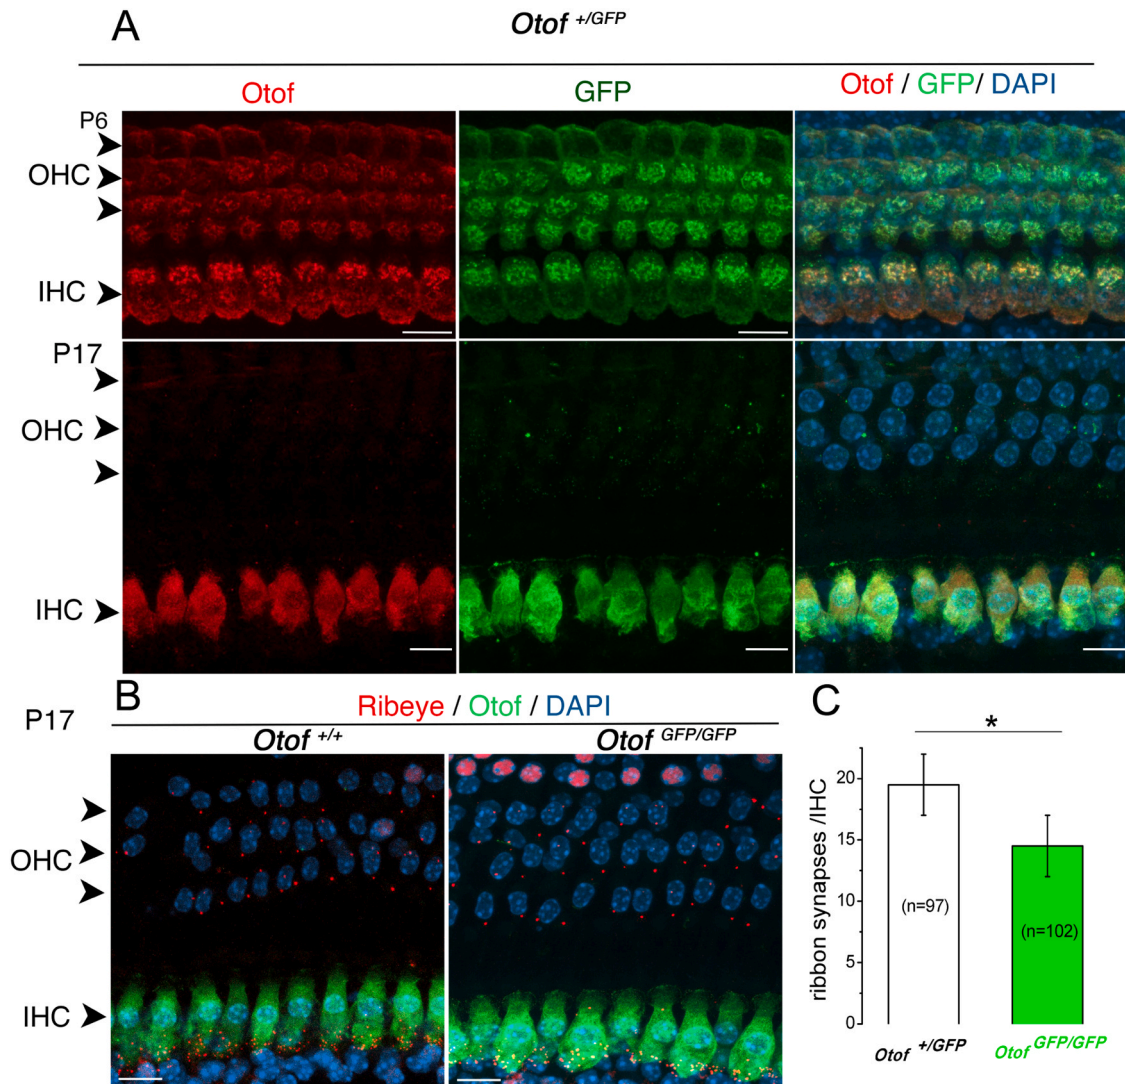 A
Otof +/GFP
Otof
GFP
Otof / GFP/ DAPI
P6
OHC
IHC
P17
OHC
IHC
B
Ribeye / Otof / DAPI
P17
Otof +/+
Otof GFP/GFP
OHC
IHC
C
*
ribbon synapses /IHC
20
15
10
5
0
(n=97)
(n=102)
Otof +/GFP
Otof GFP/GFP